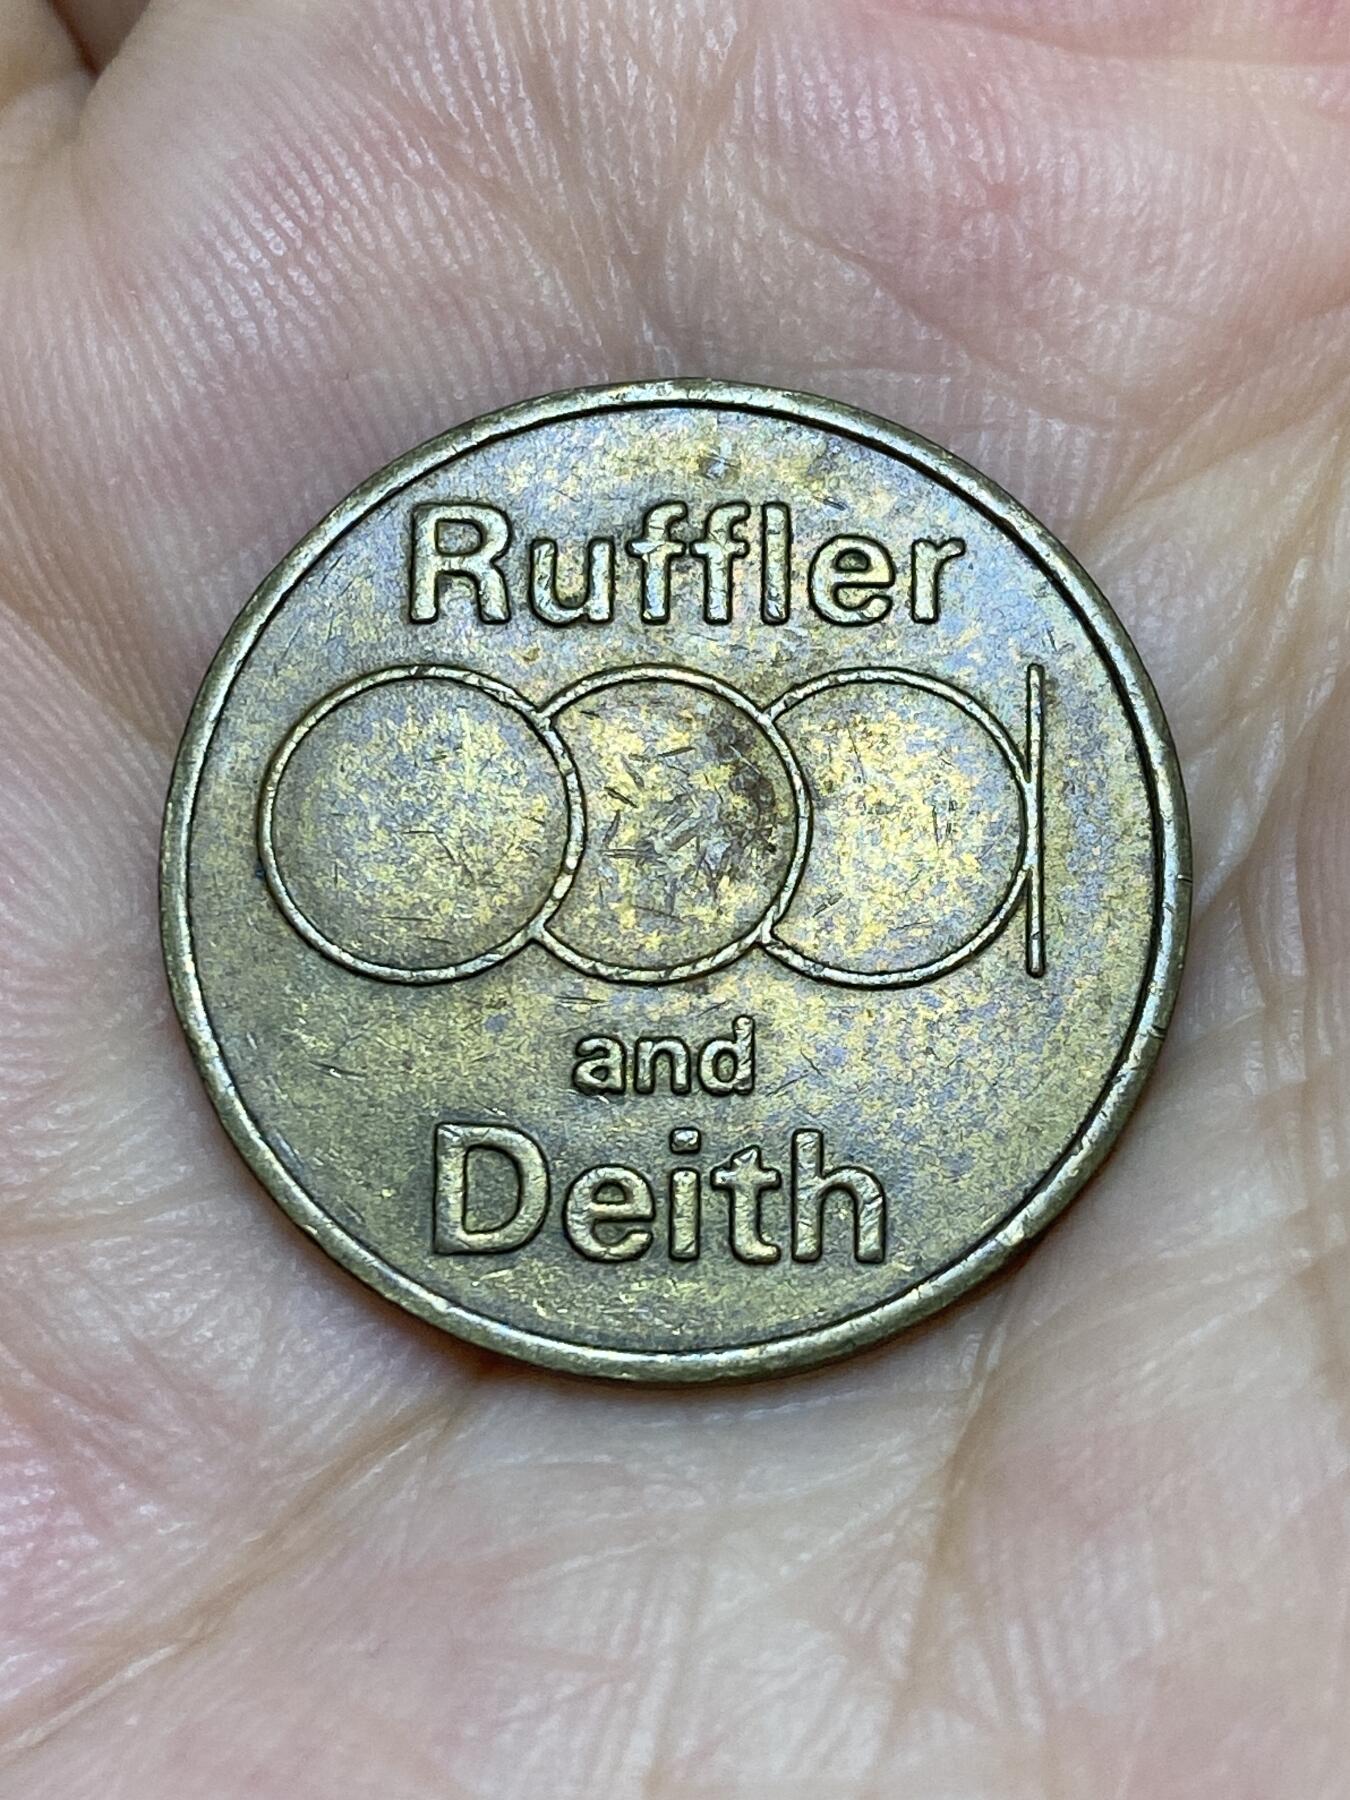 Ruffler
and
Deith